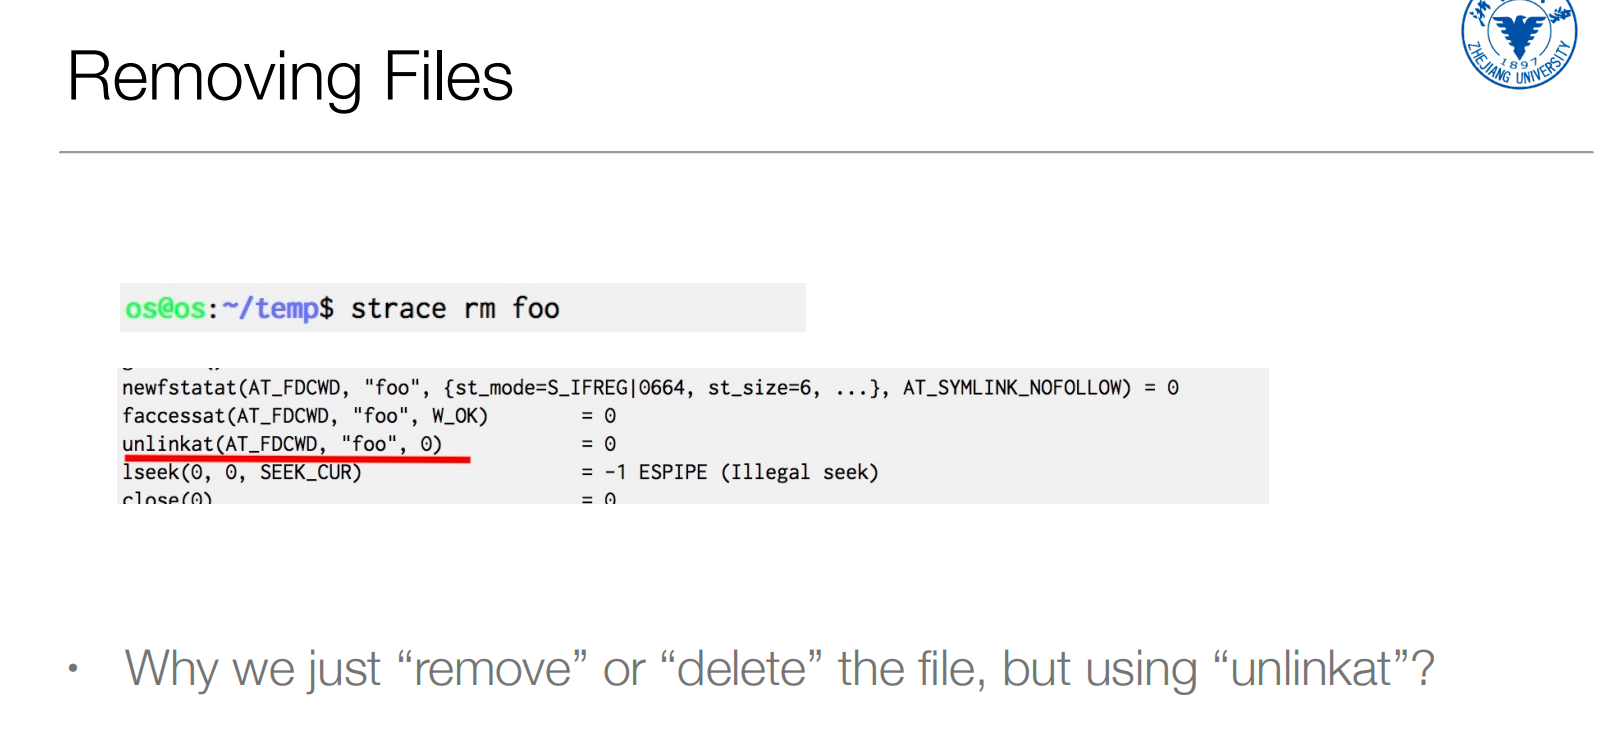 Removing Files
浙
ZHEJIANG UNIVERSITY
1897
os@os:~/temp$ strace rm foo
newfstatat(AT_FDCWD, "foo", {st_mode=S_IFREG|0664, st_size=6, ...}, AT_SYMLINK_NOFOLLOW) = 0
faccessat(AT_FDCWD, "foo", W_OK) = 0
unlinkat(AT_FDCWD, "foo", 0) = 0
lseek(0, 0, SEEK_CUR) = -1 ESPIPE (Illegal seek)
close(0) = 0
• Why we just “remove” or “delete” the file, but using “unlinkat”?